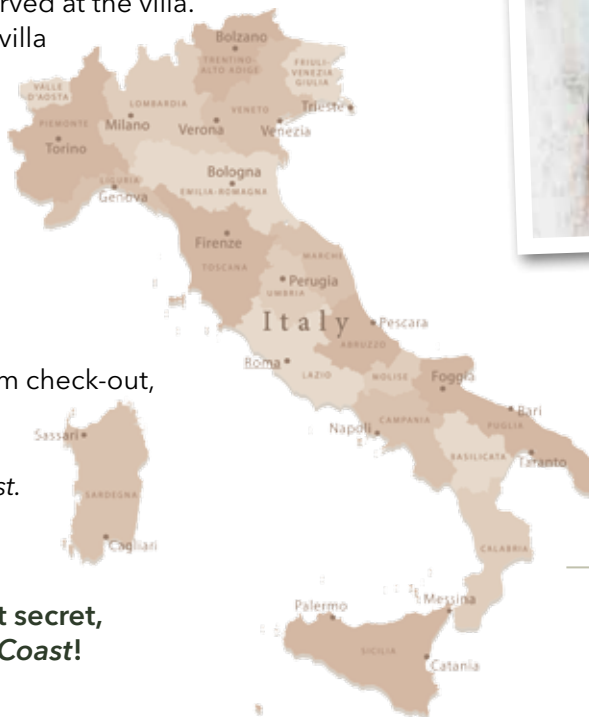 rved at the villa.
villa
Bolzano
TRENTINO-
ALTO ADIGE
FRIULI-
VENEZIA
GIULIA
VALLE
D'AOSTA
LOMBARDIA
VENETO
Trieste
PIEMONTE
Milano
Verona
Venezia
Torino
Bologna
LIGURIA
EMILIA-ROMAGNA
Genova
Firenze
MARCHE
TOSCANA
Perugia
UMBRIA
Italy
Pescara
ABRUZZO
Roma
LAZIO
MOLISE
Foggia
m check-out,
Bari
CAMPANIA
PUGLIA
Napoli
Sassari
BASILICATA
Taranto
st.
SARDEGNA
Cagliari
CALABRIA
t secret,
Palermo
Messina
Coast!
SICILIA
Catania